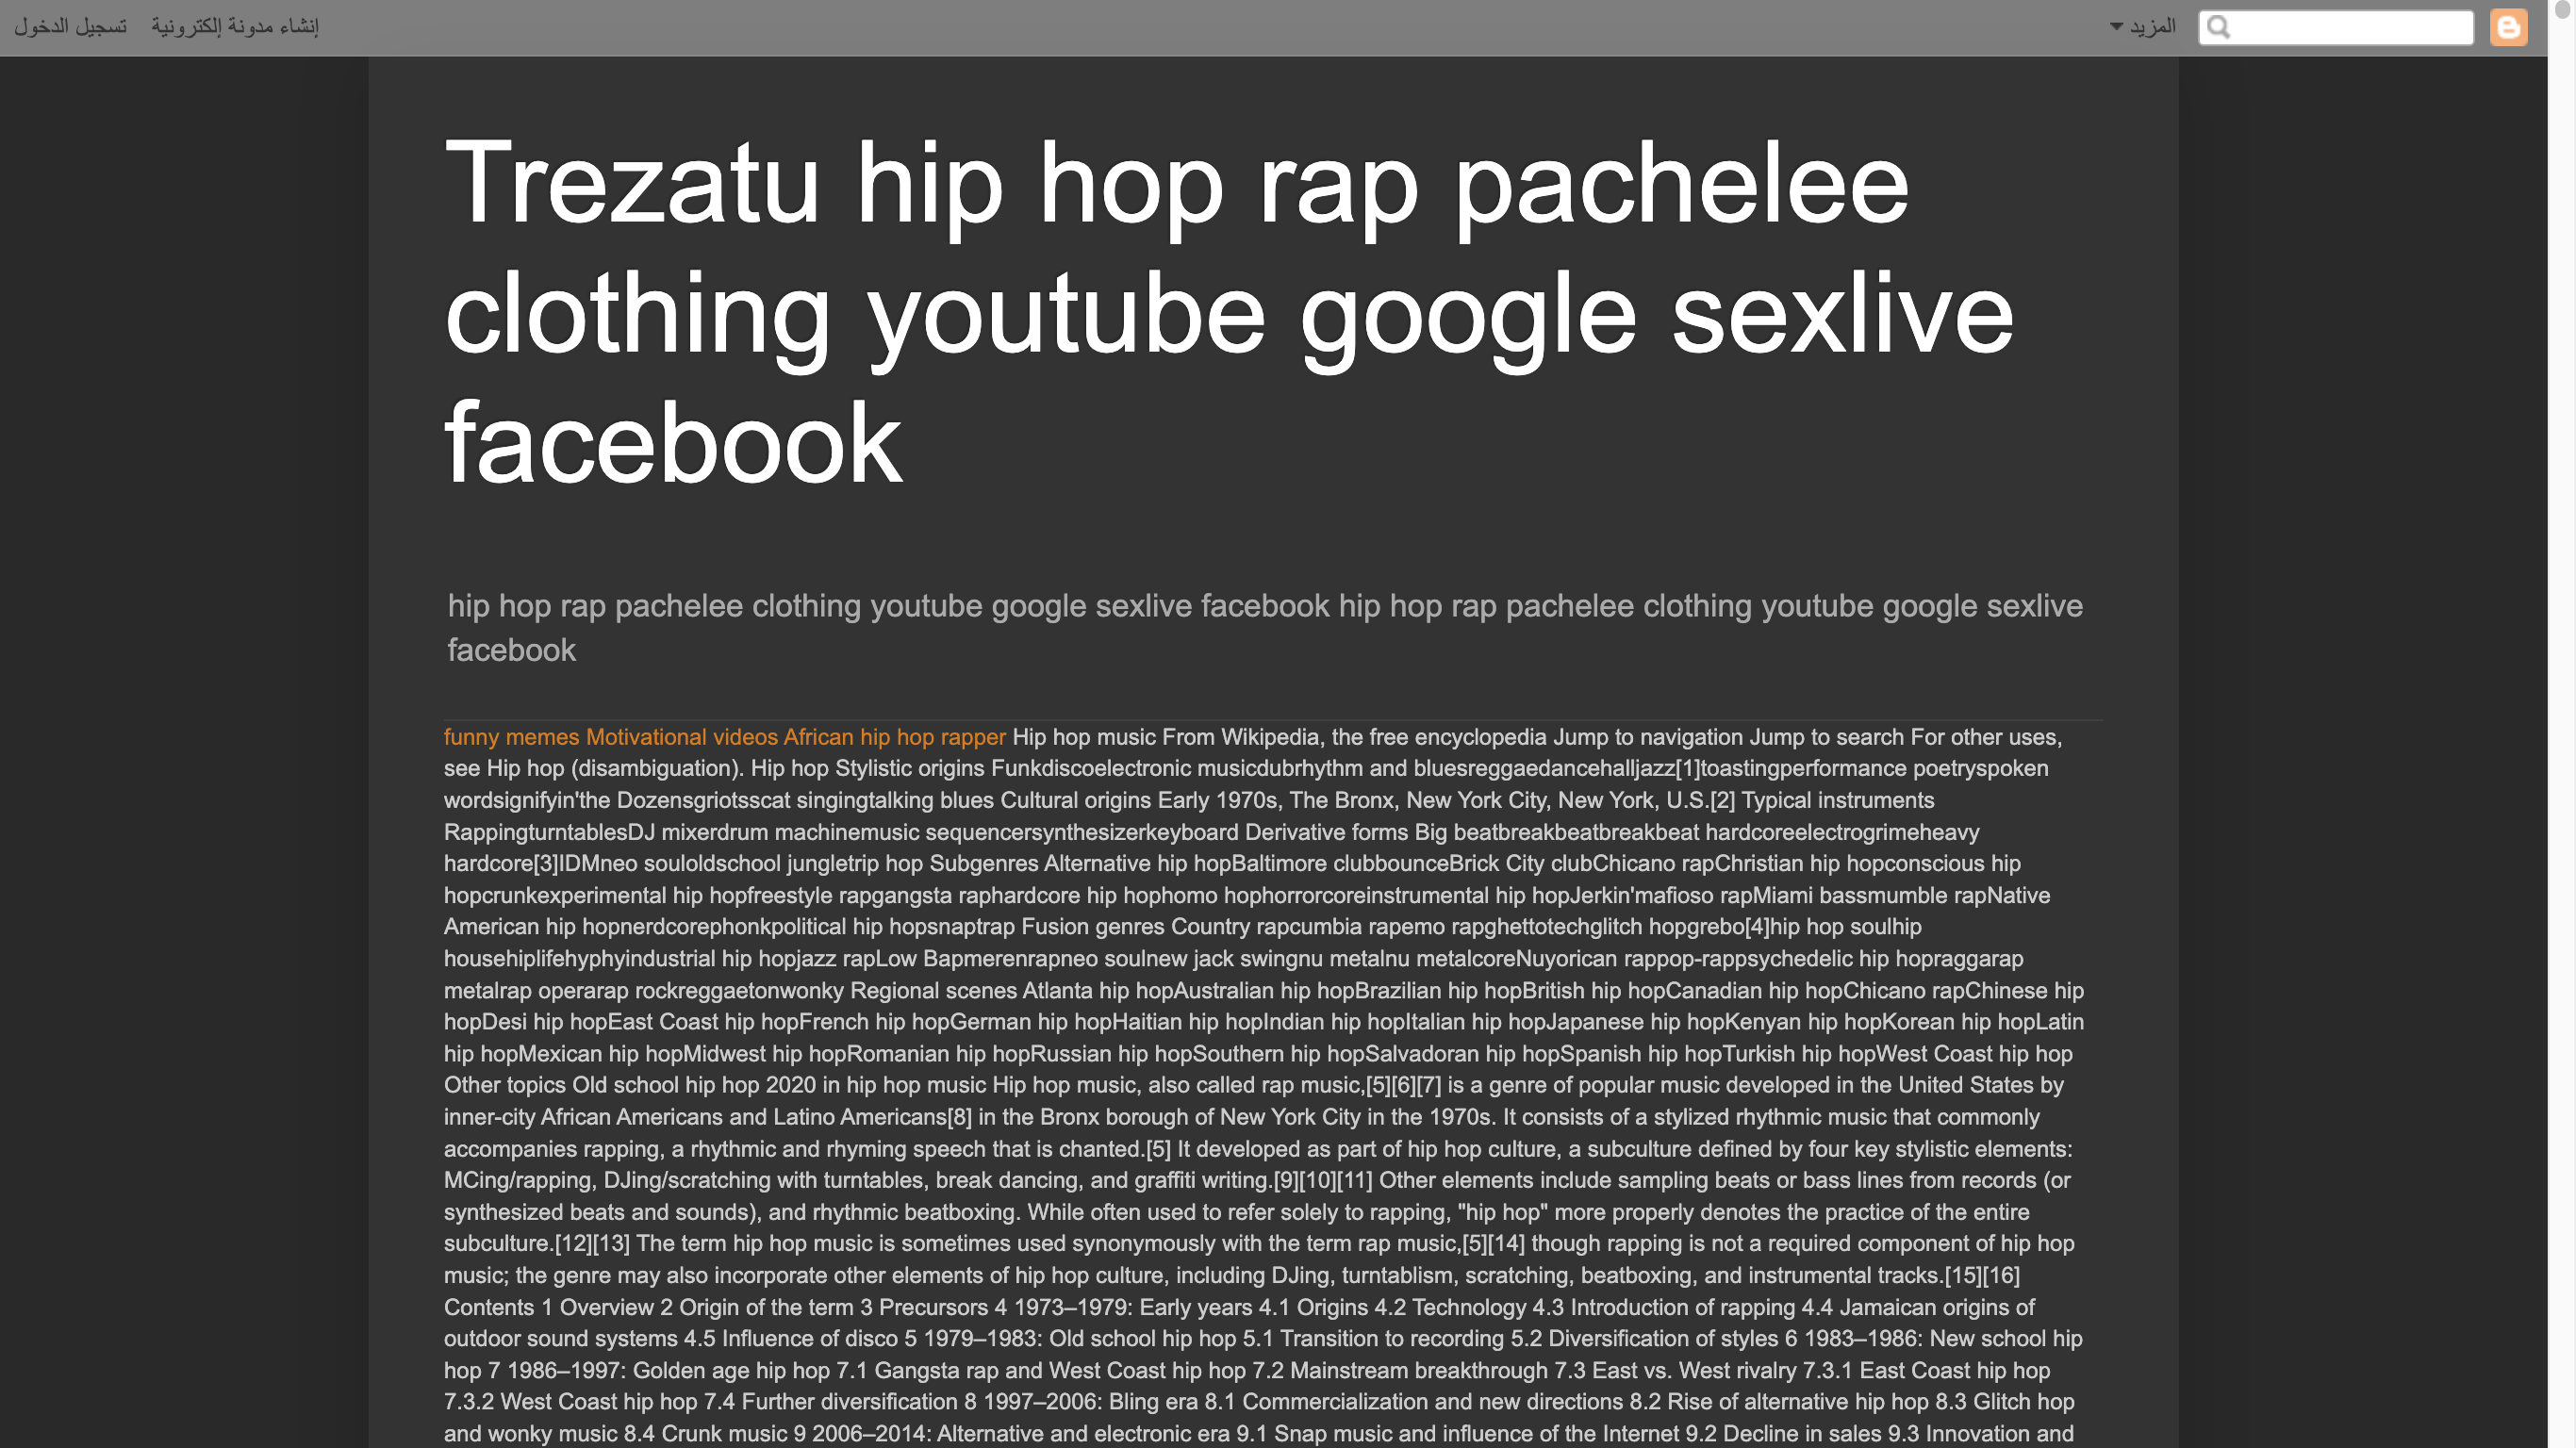 تسجيل الدخول إنشاء مدونة إلكترونية المزيد
Trezatu hip hop rap pachelee
clothing youtube google sexlive
facebook
hip hop rap pachelee clothing youtube google sexlive facebook hip hop rap pachelee clothing youtube google sexlive
facebook
funny memes Motivational videos African hip hop rapper Hip hop music From Wikipedia, the free encyclopedia Jump to navigation Jump to search For other uses,
see Hip hop (disambiguation). Hip hop Stylistic origins Funkdiscoelectronic musicdubrhythm and bluesreggaedancehalljazz[1]toastingperformance poetryspoken
wordsignifyin'the Dozensgriotsscat singingtalking blues Cultural origins Early 1970s, The Bronx, New York City, New York, U.S.[2] Typical instruments
RappingturntablesDJ mixerdrum machinemusic sequencersynthesizerkeyboard Derivative forms Big beatbreakbeatbreakbeat hardcoreelectrogrimeheavy
hardcore[3]IDMneo souloldschool jungletrip hop Subgenres Alternative hip hopBaltimore clubbounceBrick City clubChicano rapChristian hip hopconscious hip
hopcrunkexperimental hip hopfreestyle rapgangsta raphardcore hip hophomo hophorrorcoreinstrumental hip hopJerkin'mafioso rapMiami bassmumble rapNative
American hip hopnerdcorephonkpolitical hip hopsnaptrap Fusion genres Country rapcumbia rapemo rapghettotechglitch hopgrebo[4]hip hop soulhip
househiplifehyphyindustrial hip hopjazz rapLow Bapmerenrapneo soulnew jack swingnu metalnu metalcoreNuyorican rappop-rappsychedelic hip hopraggarap
metalrap operarap rockreggaetonwonky Regional scenes Atlanta hip hopAustralian hip hopBrazilian hip hopBritish hip hopCanadian hip hopChicano rapChinese hip
hopDesi hip hopEast Coast hip hopFrench hip hopGerman hip hopHaitian hip hopIndian hip hopItalian hip hopJapanese hip hopKenyan hip hopKorean hip hopLatin
hip hopMexican hip hopMidwest hip hopRomanian hip hopRussian hip hopSouthern hip hopSalvadoran hip hopSpanish hip hopTurkish hip hopWest Coast hip hop
Other topics Old school hip hop 2020 in hip hop music Hip hop music, also called rap music,[5][6][7] is a genre of popular music developed in the United States by
inner-city African Americans and Latino Americans[8] in the Bronx borough of New York City in the 1970s. It consists of a stylized rhythmic music that commonly
accompanies rapping, a rhythmic and rhyming speech that is chanted.[5] It developed as part of hip hop culture, a subculture defined by four key stylistic elements:
MCing/rapping, DJing/scratching with turntables, break dancing, and graffiti writing.[9][10][11] Other elements include sampling beats or bass lines from records (or
synthesized beats and sounds), and rhythmic beatboxing. While often used to refer solely to rapping, "hip hop" more properly denotes the practice of the entire
subculture.[12][13] The term hip hop music is sometimes used synonymously with the term rap music,[5][14] though rapping is not a required component of hip hop
music; the genre may also incorporate other elements of hip hop culture, including DJing, turntablism, scratching, beatboxing, and instrumental tracks.[15][16]
Contents 1 Overview 2 Origin of the term 3 Precursors 4 1973–1979: Early years 4.1 Origins 4.2 Technology 4.3 Introduction of rapping 4.4 Jamaican origins of
outdoor sound systems 4.5 Influence of disco 5 1979–1983: Old school hip hop 5.1 Transition to recording 5.2 Diversification of styles 6 1983–1986: New school hip
hop 7 1986–1997: Golden age hip hop 7.1 Gangsta rap and West Coast hip hop 7.2 Mainstream breakthrough 7.3 East vs. West rivalry 7.3.1 East Coast hip hop
7.3.2 West Coast hip hop 7.4 Further diversification 8 1997–2006: Bling era 8.1 Commercialization and new directions 8.2 Rise of alternative hip hop 8.3 Glitch hop
and wonky music 8.4 Crunk music 9 2006–2014: Alternative and electronic era 9.1 Snap music and influence of the Internet 9.2 Decline in sales 9.3 Innovation and